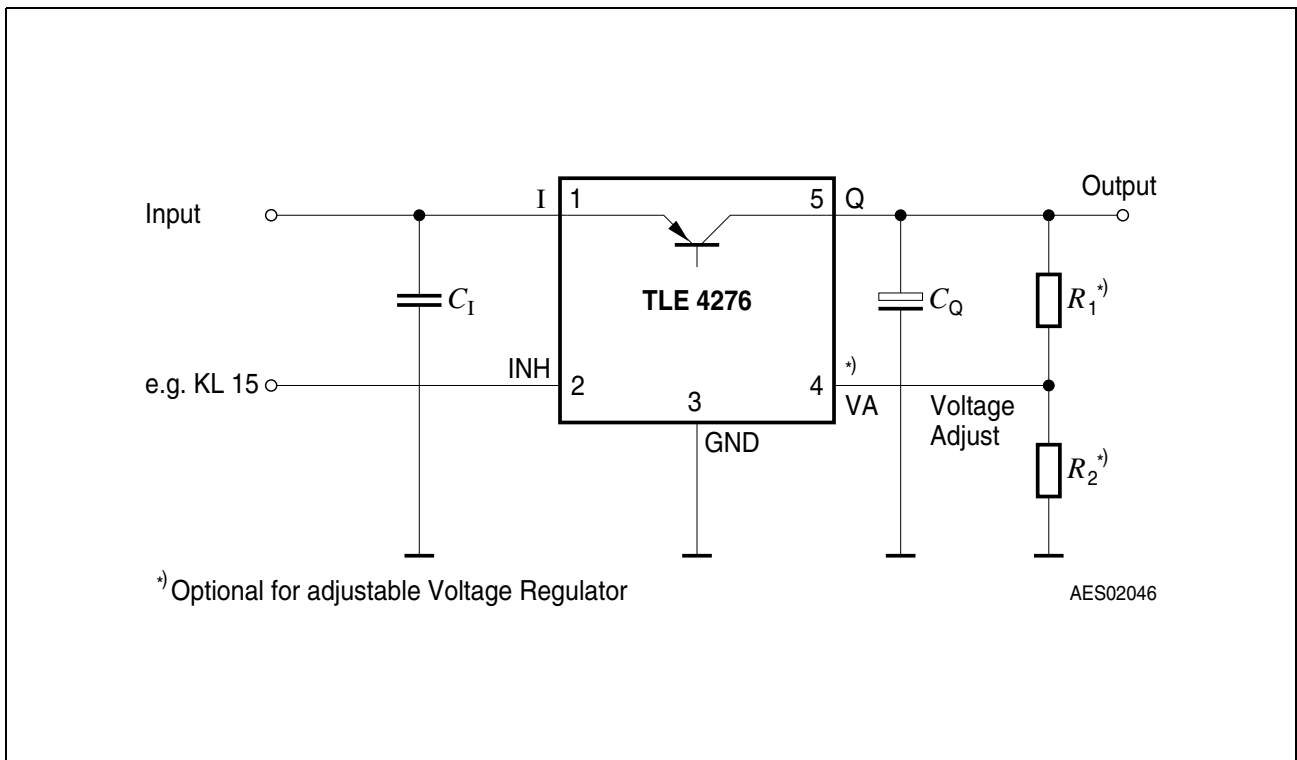 Input
I
1
5
Q
Output
C_I
TLE 4276
C_Q
R_1 *)
e.g. KL 15
INH
2
3
4
*)
VA
Voltage
Adjust
GND
R_2 *)
*) Optional for adjustable Voltage Regulator
AES02046